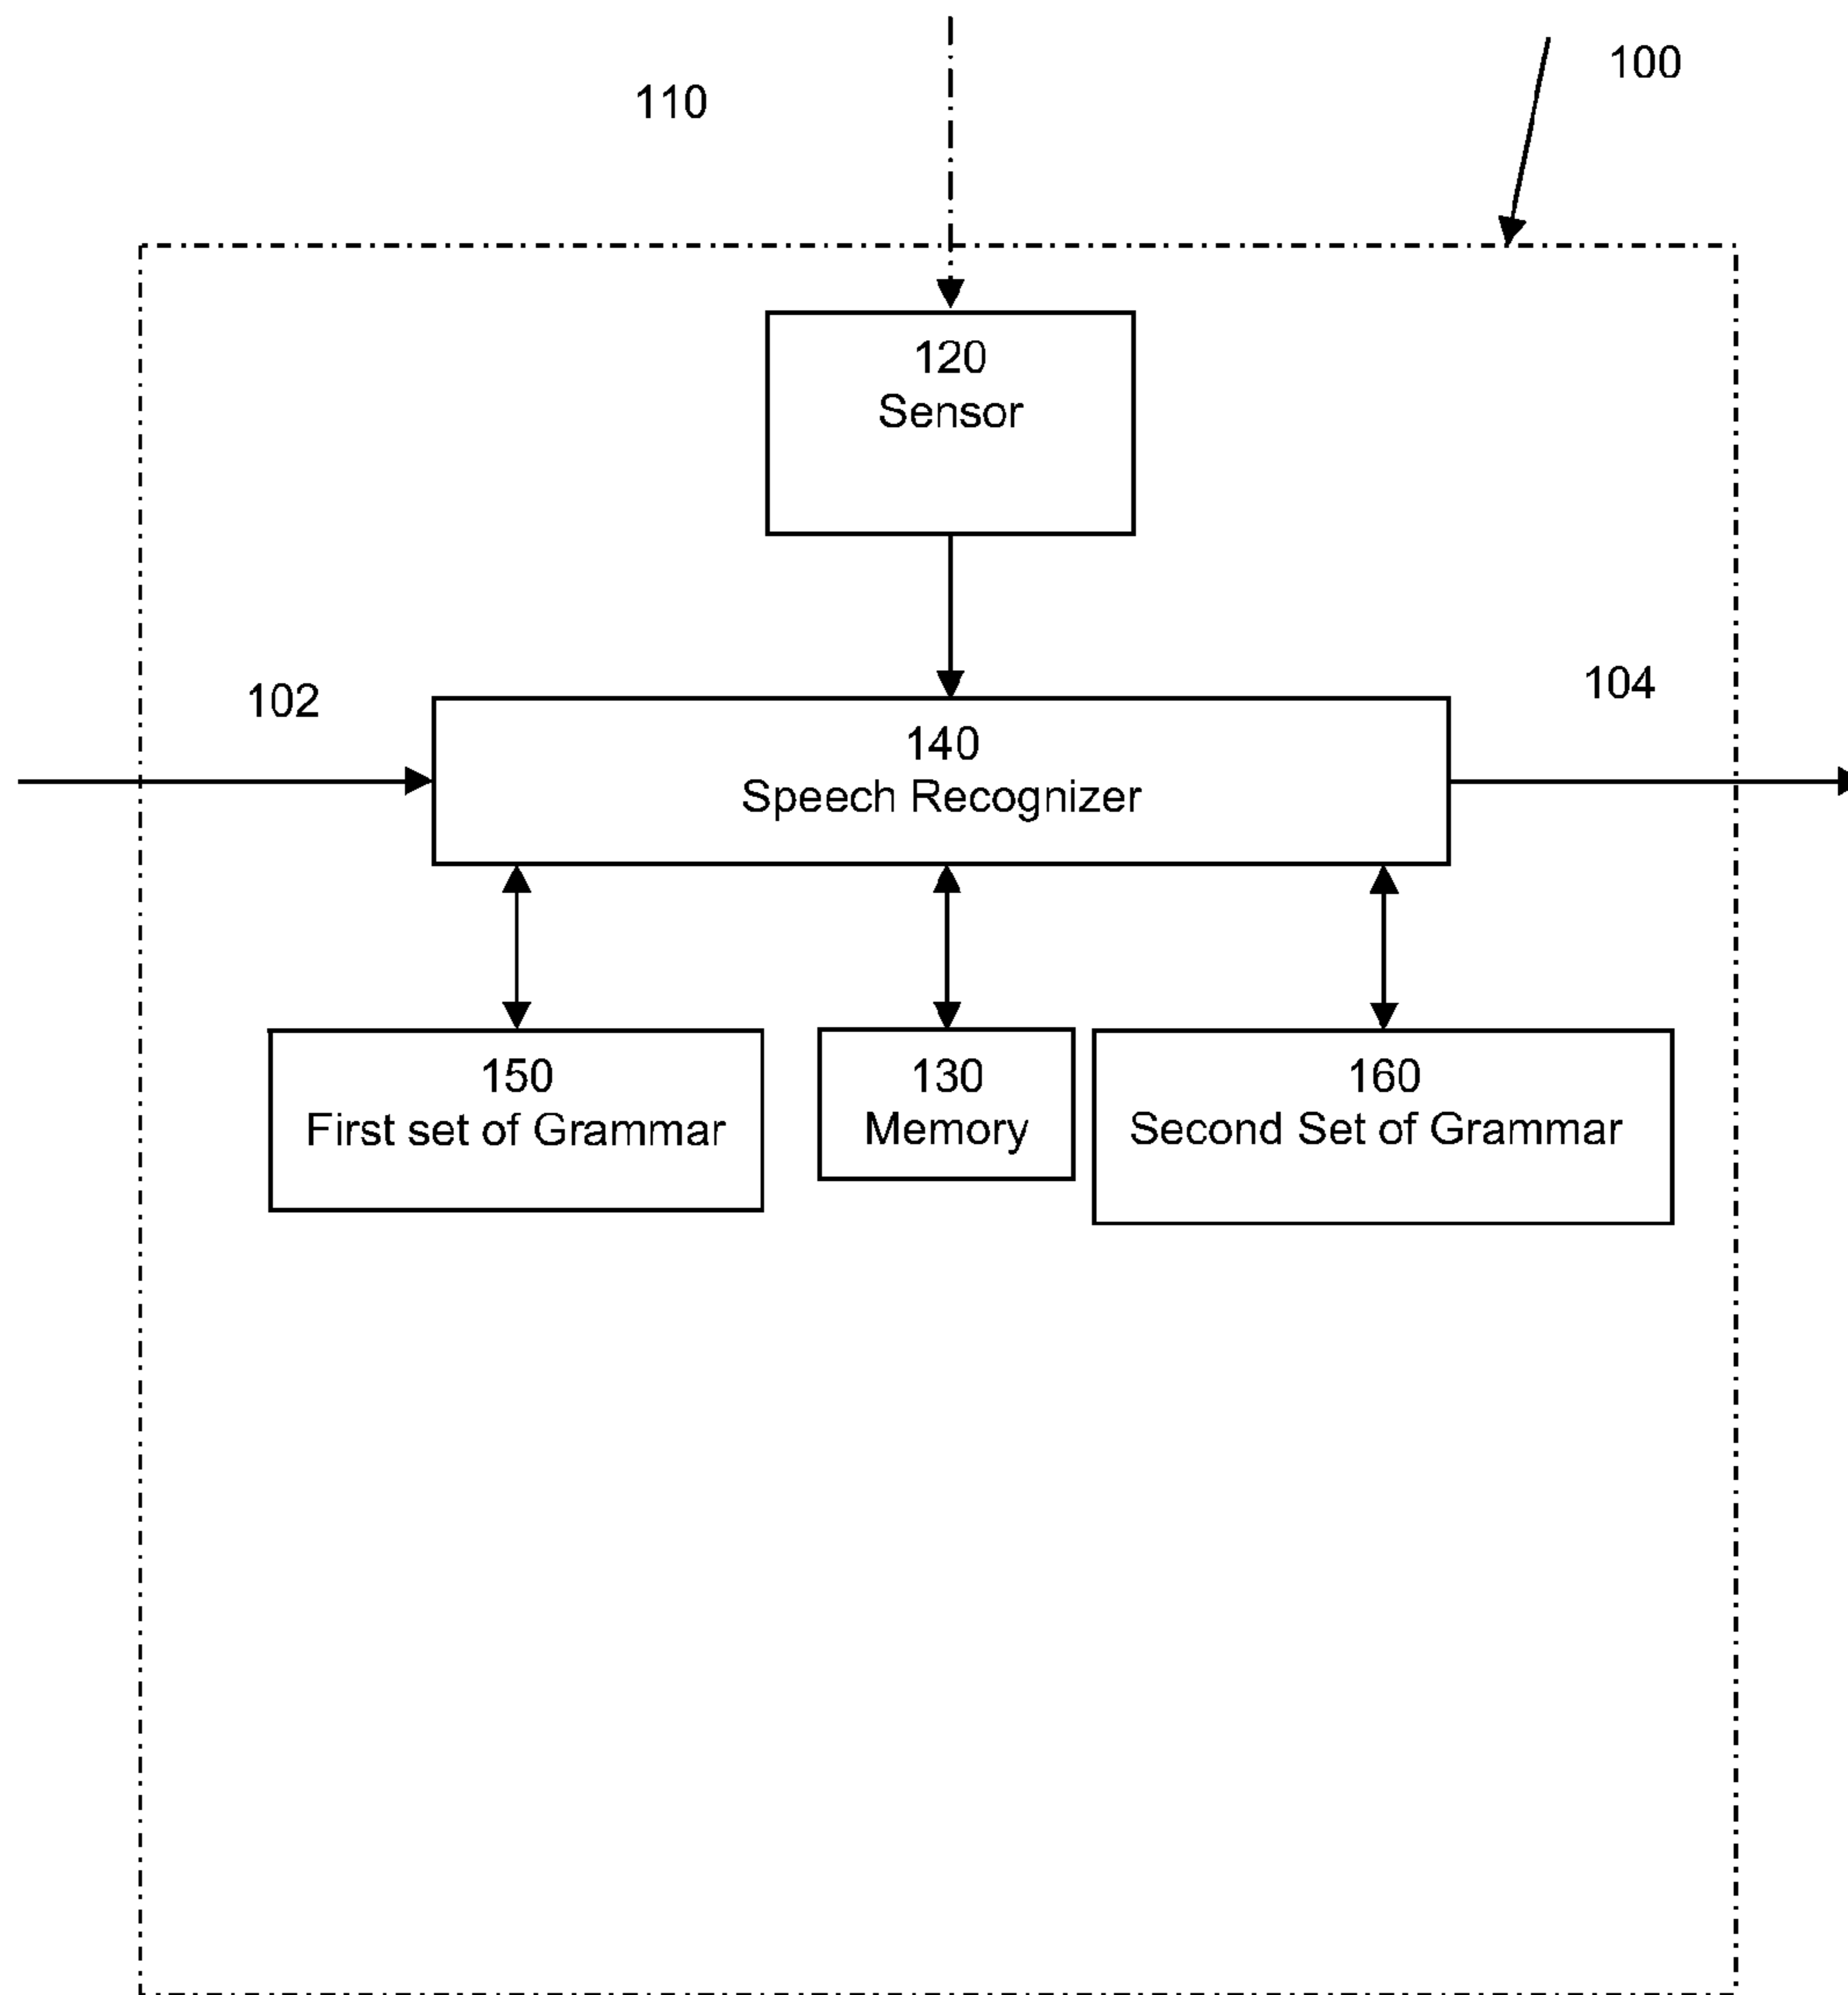 100
110
120
Sensor
102
104
140
Speech Recognizer
150
First set of Grammar
130
Memory
160
Second Set of Grammar